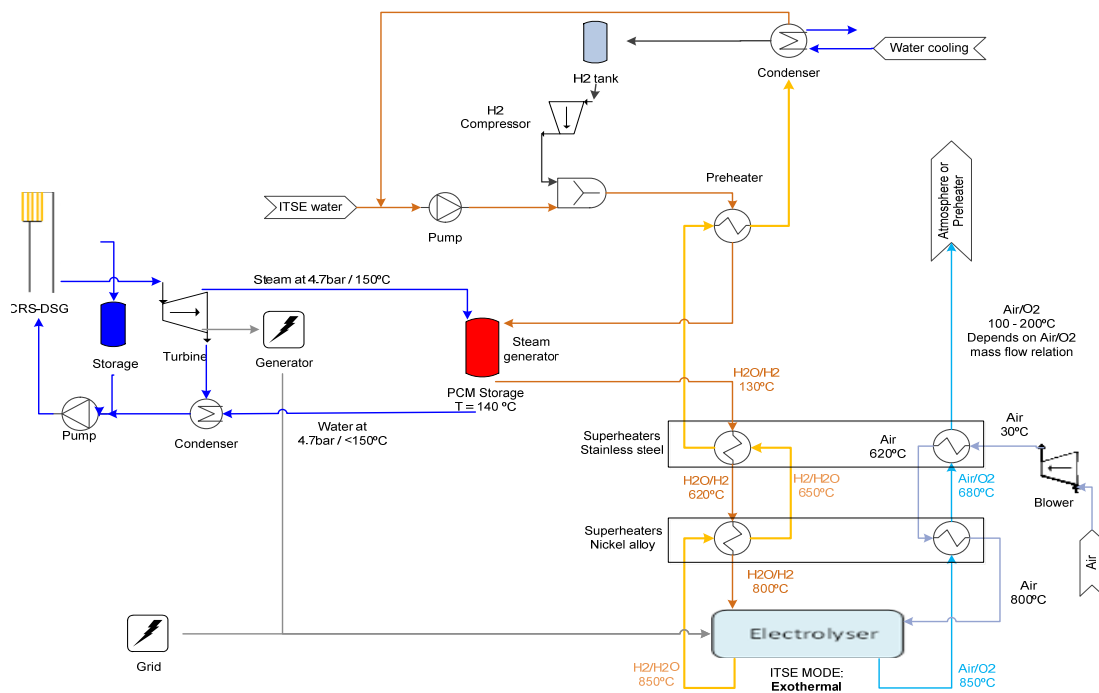 Water cooling
Condenser
H2 tank
H2
Compressor
Preheater
ITSE water
Pump
Atmosphere or
Preheater
Steam at 4.7bar / 150ºC
CRS-DSG
Storage
Turbine
Generator
Steam
generator
PCM Storage
T = 140 ºC
Pump
Condenser
Water at
4.7bar / <150ºC
H2O/H2
130ºC
Air/O2
100 - 200ºC
Depends on Air/O2
mass flow relation
Superheaters
Stainless steel
Air
620ºC
Air
30ºC
H2O/H2
620ºC
H2/H2O
650ºC
Air/O2
680ºC
Blower
Superheaters
Nickel alloy
Air
H2O/H2
800ºC
Air
800ºC
Electrolyser
Grid
H2/H2O
850ºC
ITSE MODE:
Exothermal
Air/O2
850ºC